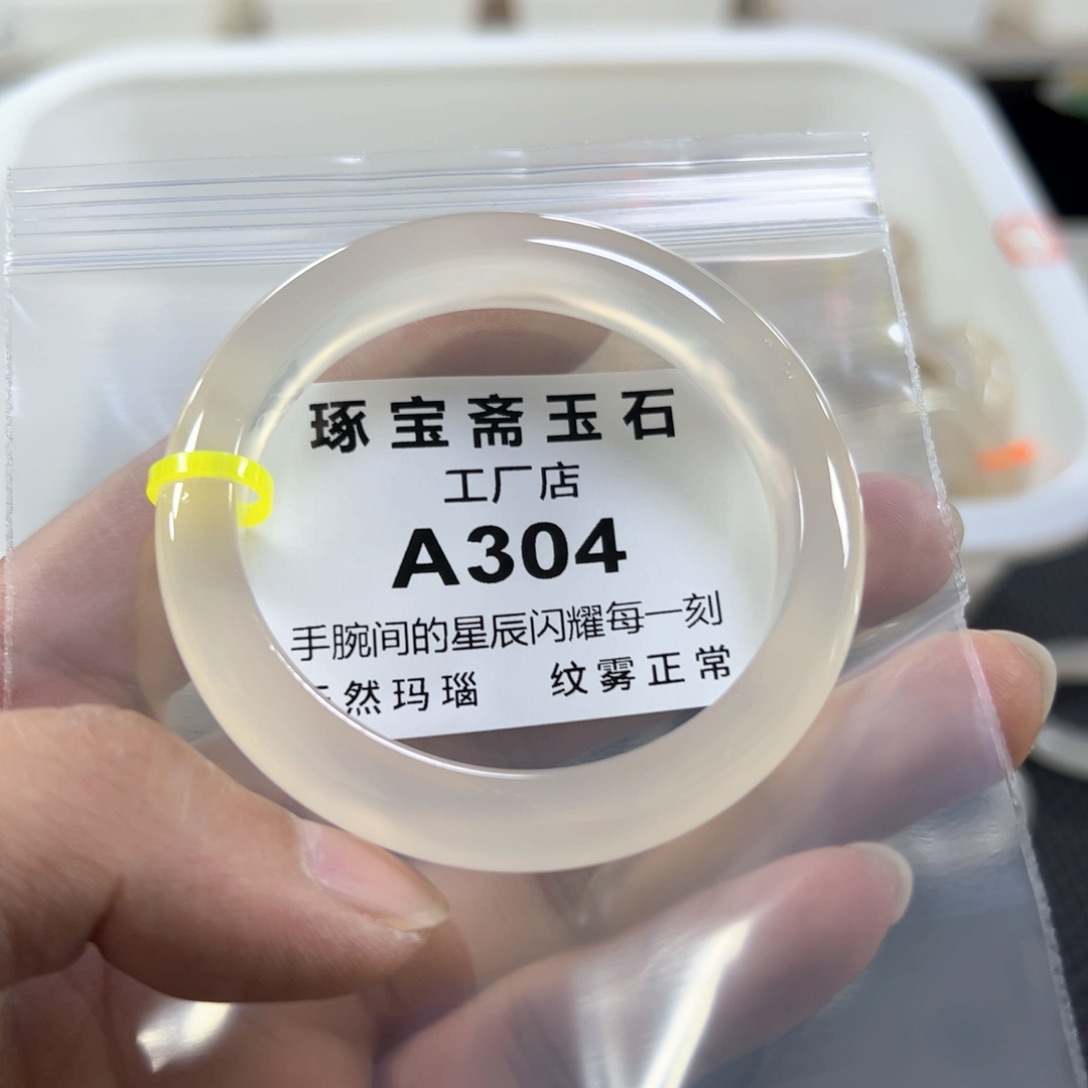 琢宝斋玉石
工厂店
A304
手腕间的星辰闪耀每一刻
然玛瑙 纹雾正常